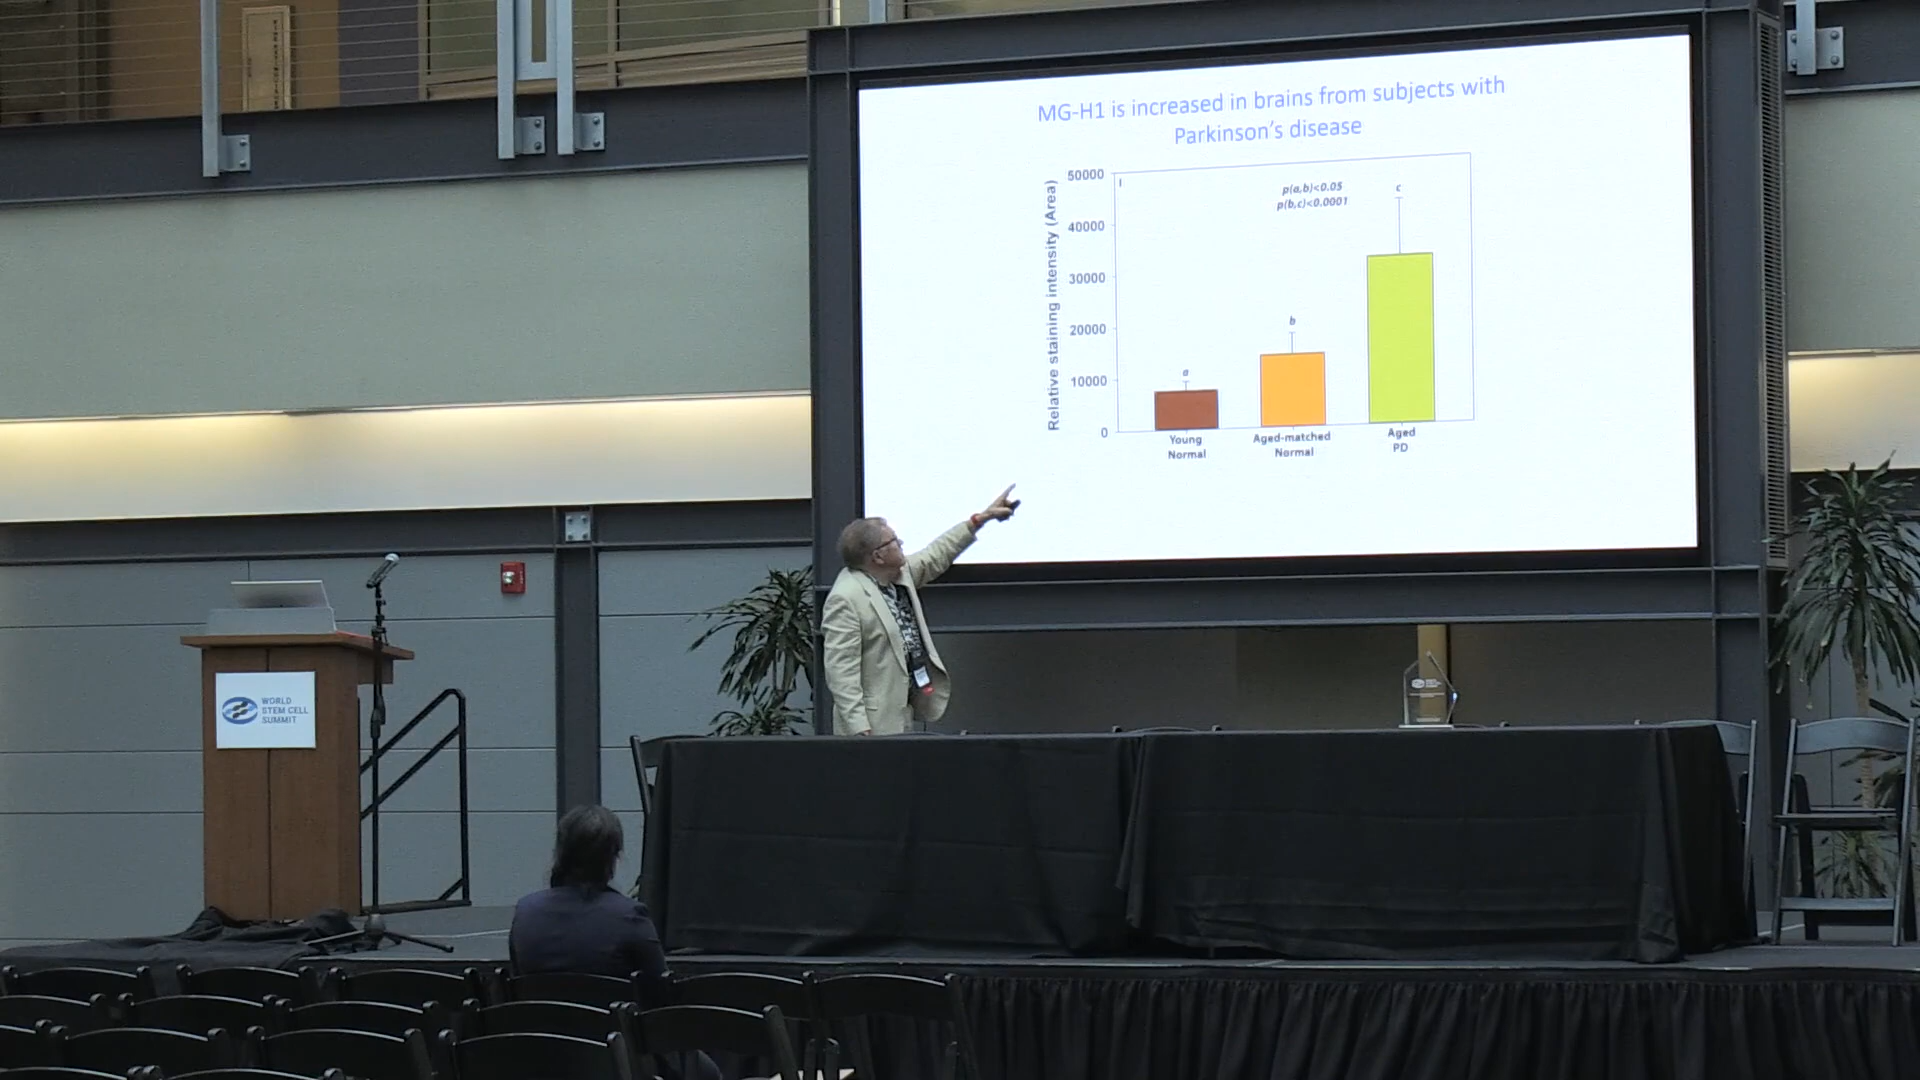 MG-H1 is increased in brains from subjects with
Parkinson's disease
Relative staining intensity (Area)
50000
40000
30000
20000
10000
0
I
p(a,b)<0.05
p(b,c)<0.0001
a
b
c
Young
Normal
Aged-matched
Normal
Aged
PD
WORLD
STEM CELL
SUMMIT